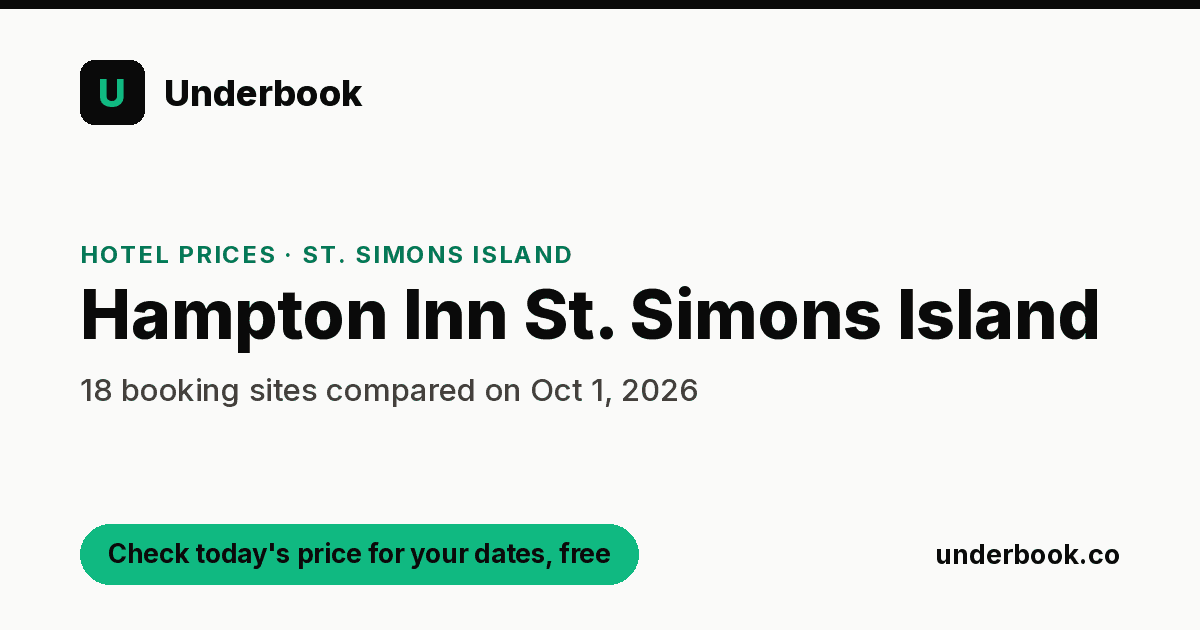 U Underbook
HOTEL PRICES · ST. SIMONS ISLAND
Hampton Inn St. Simons Island
18 booking sites compared on Oct 1, 2026
Check today's price for your dates, free
underbook.co